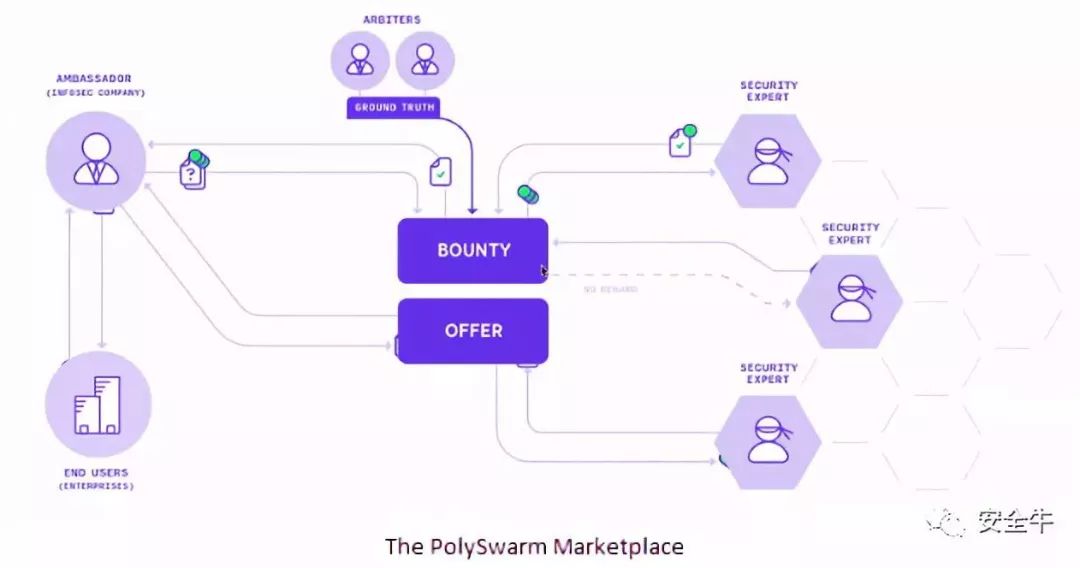 ARBITERS
GROUND TRUTH
AMBASSADOR
(INFOSEC COMPANY)
SECURITY
EXPERT
?
BOUNTY
SECURITY
EXPERT
NO REWARD
OFFER
SECURITY
EXPERT
END USERS
(ENTERPRISES)
安全牛
The PolySwarm Marketplace